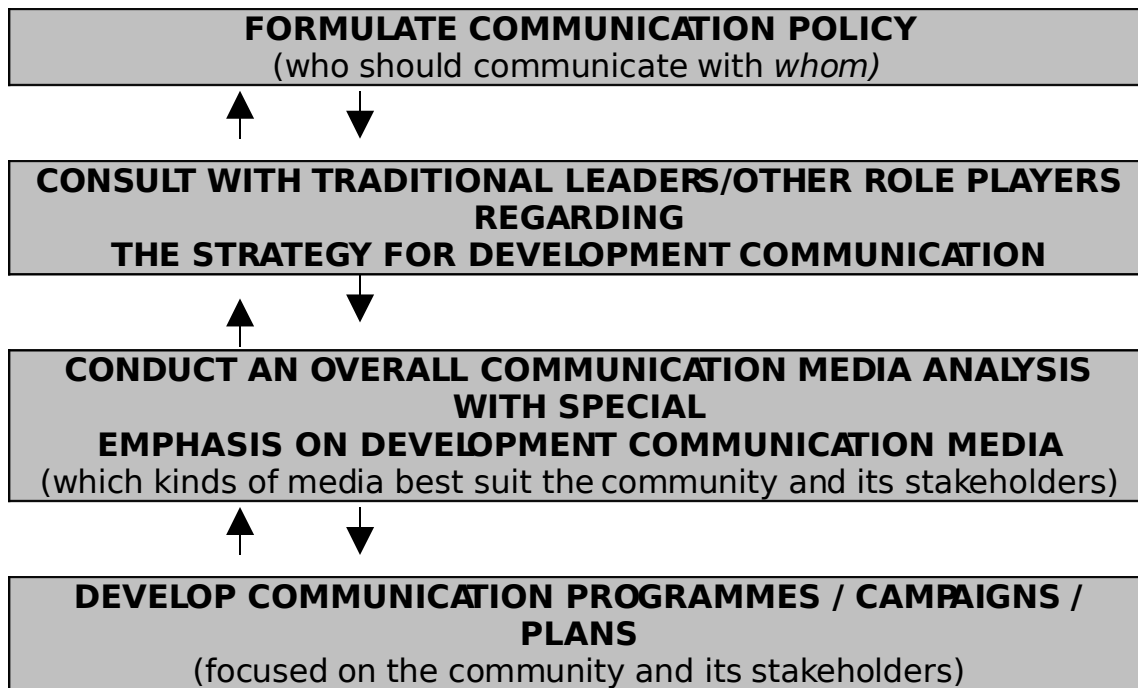 FORMULATE COMMUNICATION POLICY
(who should communicate with whom)
CONSULT WITH TRADITIONAL LEADERS/OTHER ROLE PLAYERS
REGARDING
THE STRATEGY FOR DEVELOPMENT COMMUNICATION
CONDUCT AN OVERALL COMMUNICATION MEDIA ANALYSIS
WITH SPECIAL
EMPHASIS ON DEVELOPMENT COMMUNICATION MEDIA
(which kinds of media best suit the community and its stakeholders)
DEVELOP COMMUNICATION PROGRAMMES / CAMPAIGNS /
PLANS
(focused on the community and its stakeholders)